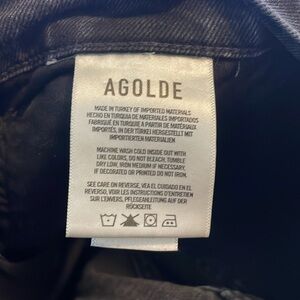 AGOLDE
MADE IN TURKEY OF IMPORTED MATERIALS
HECHO EN TURQUIA DE MATERIALES IMPORTADOS
FABRIQUÉ EN TURQUIE A PARTIR DE MATÉRIAUX
IMPORTÉS, IN DER TÜRKEI HERGESTELLT MIT
IMPORTIERTEN MATERIALIEN
MACHINE WASH COLD INSIDE OUT WITH
LIKE COLORS, DO NOT BLEACH, TUMBLE
DRY LOW, IRON MEDIUM IF NECESSARY
IF DECORATED OR PRINTED DO NOT IRON.
SEE CARE ON REVERSE, VEA EL CUIDADO EN EL
REVERSO, VOIR LES INSTRUCTIONS D'ENTRETIEN
SUR L'ENVERS, PFLEGEANLEITUNG AUF DER
RÜCKSEITE